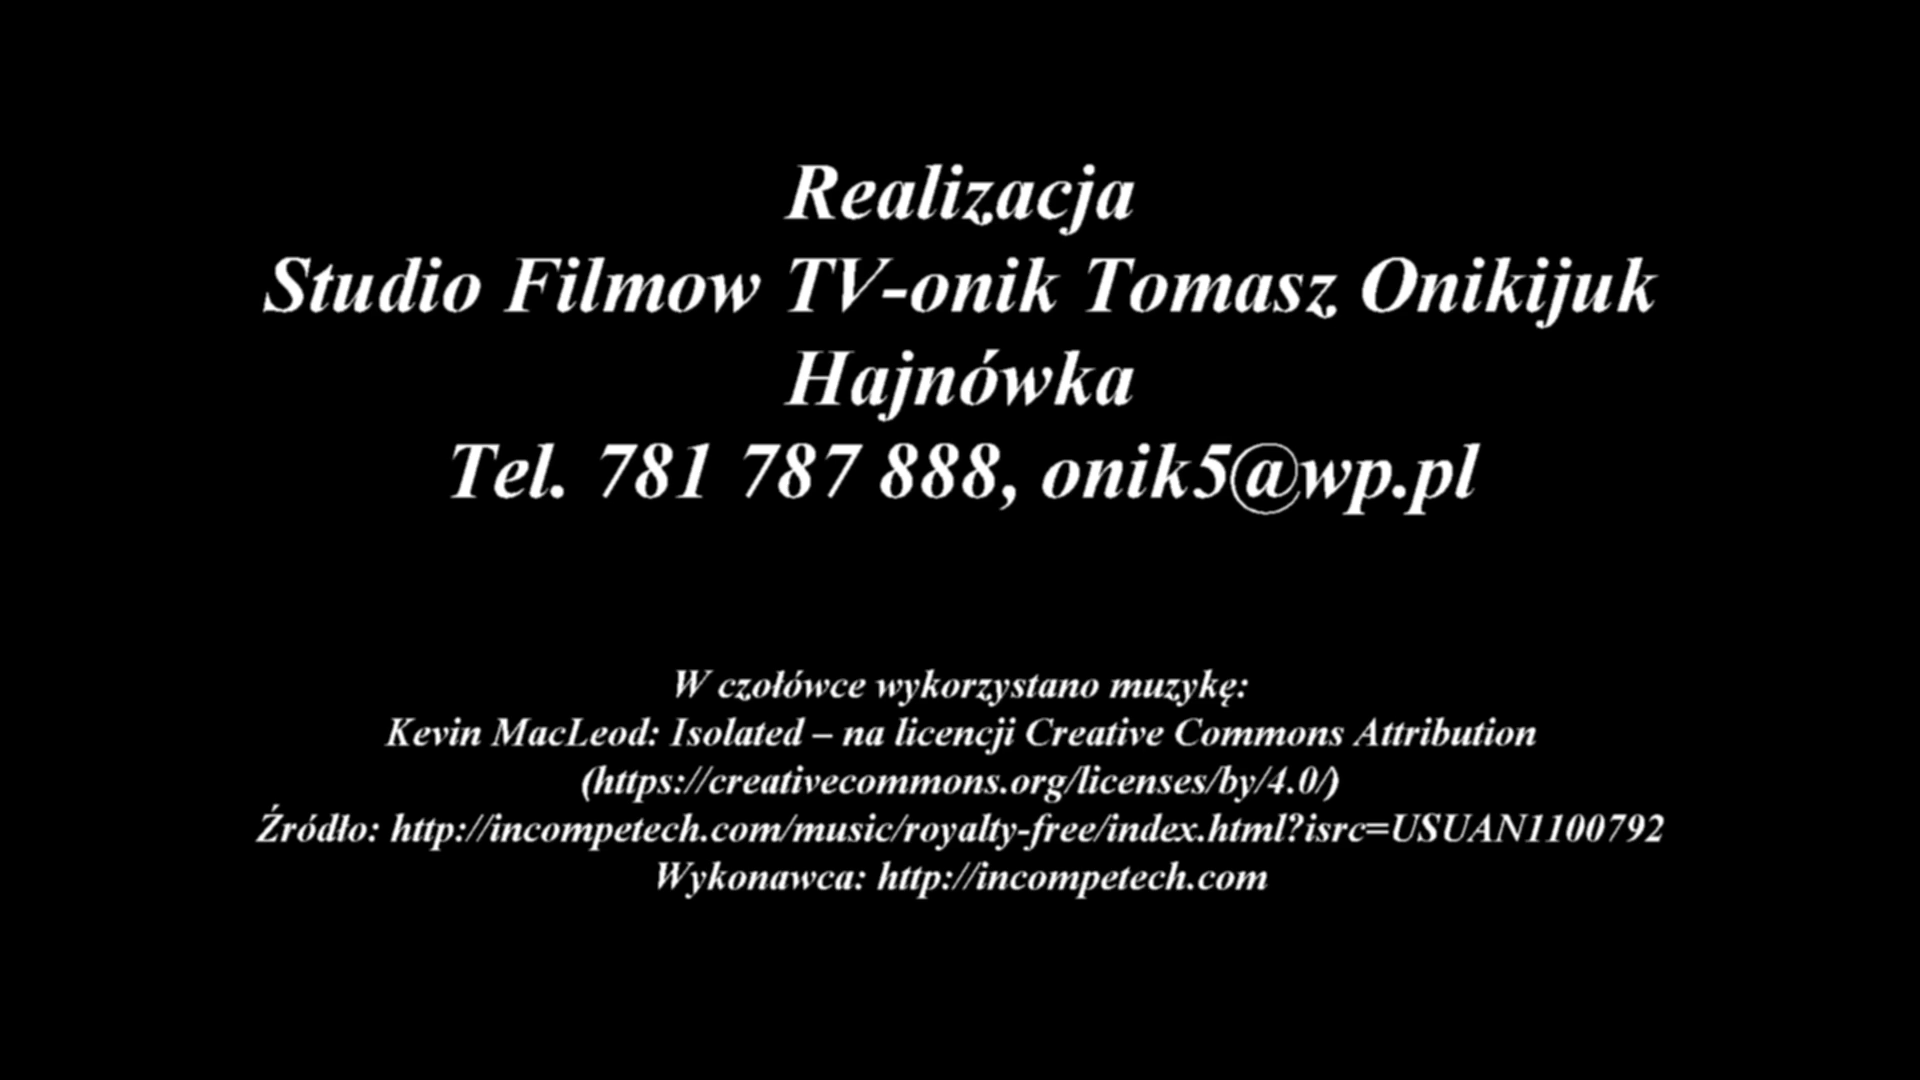 Realizacja
Studio Filmow TV-onik Tomasz Onikijuk
Hajnówka
Tel. 781 787 888, onik5@wp.pl
W czołówce wykorzystano muzykę:
Kevin MacLeod: Isolated – na licencji Creative Commons Attribution
(https://creativecommons.org/licenses/by/4.0/)
Źródło: http://incompetech.com/music/royalty-free/index.html?isrc=USUAN1100792
Wykonawca: http://incompetech.com